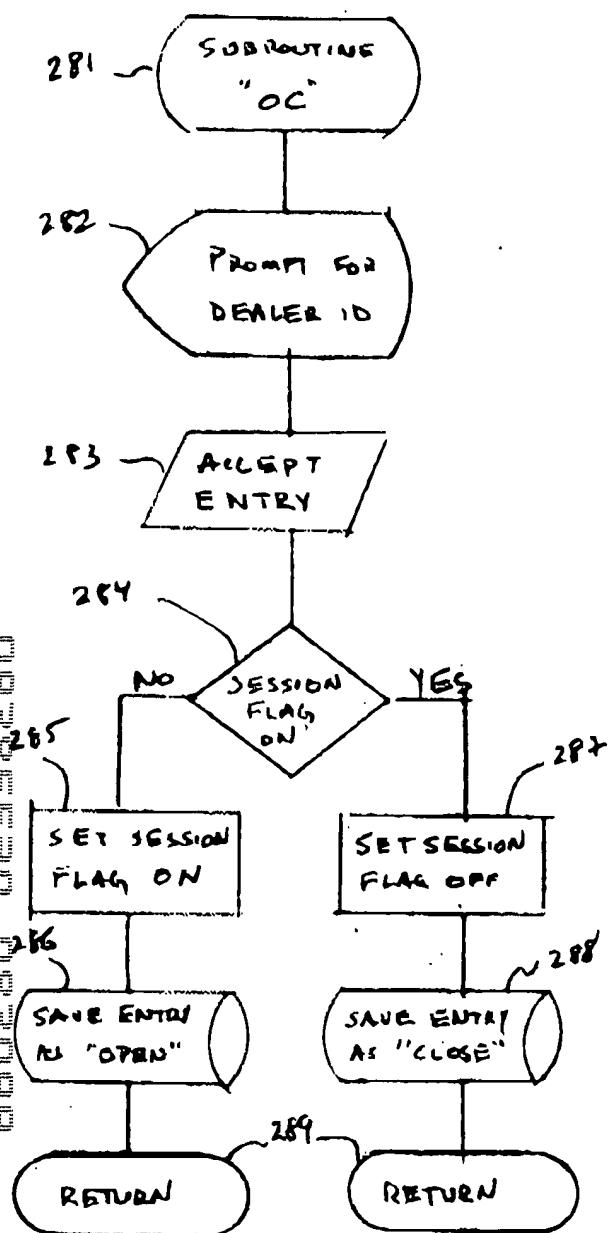 281
SUBROUTINE
"OC"
282
PROMPT FOR
DEALER ID
283
ACCEPT
ENTRY
284
NO
SESSION
FLAG
ON
YES
285
SET SESSION
FLAG ON
287
SET SESSION
FLAG OFF
286
SAVE ENTRY
AS "OPEN"
288
SAVE ENTRY
AS "CLOSE"
289
RETURN
RETURN